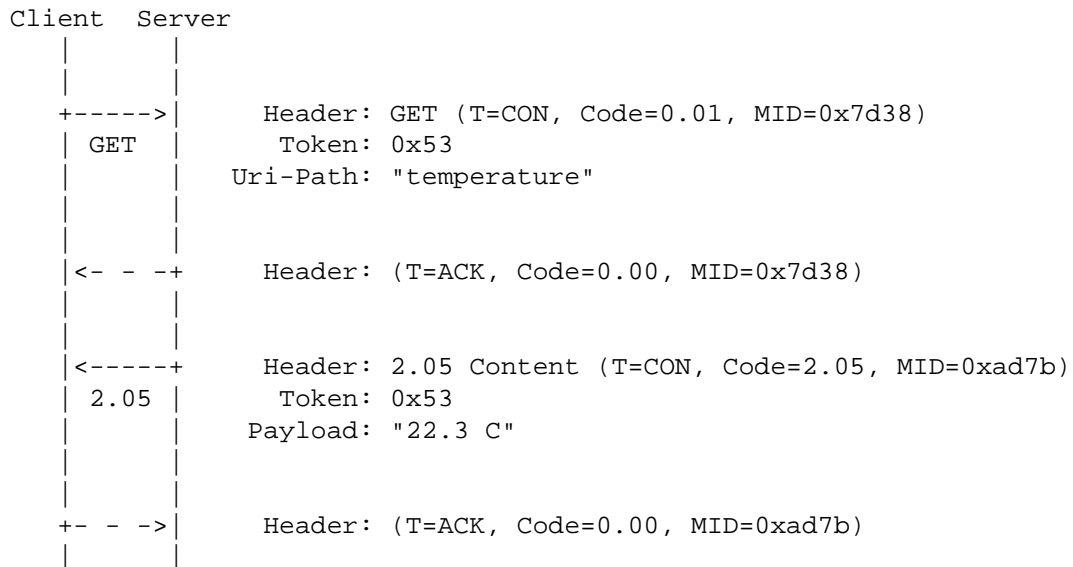 Client Server
+----->| Header: GET (T=CON, Code=0.01, MID=0x7d38)
| GET | Token: 0x53
| | Uri-Path: "temperature"
|<- - -+ Header: (T=ACK, Code=0.00, MID=0x7d38)
|<-----+ Header: 2.05 Content (T=CON, Code=2.05, MID=0xad7b)
| 2.05 | Token: 0x53
| | Payload: "22.3 C"
+- - ->| Header: (T=ACK, Code=0.00, MID=0xad7b)